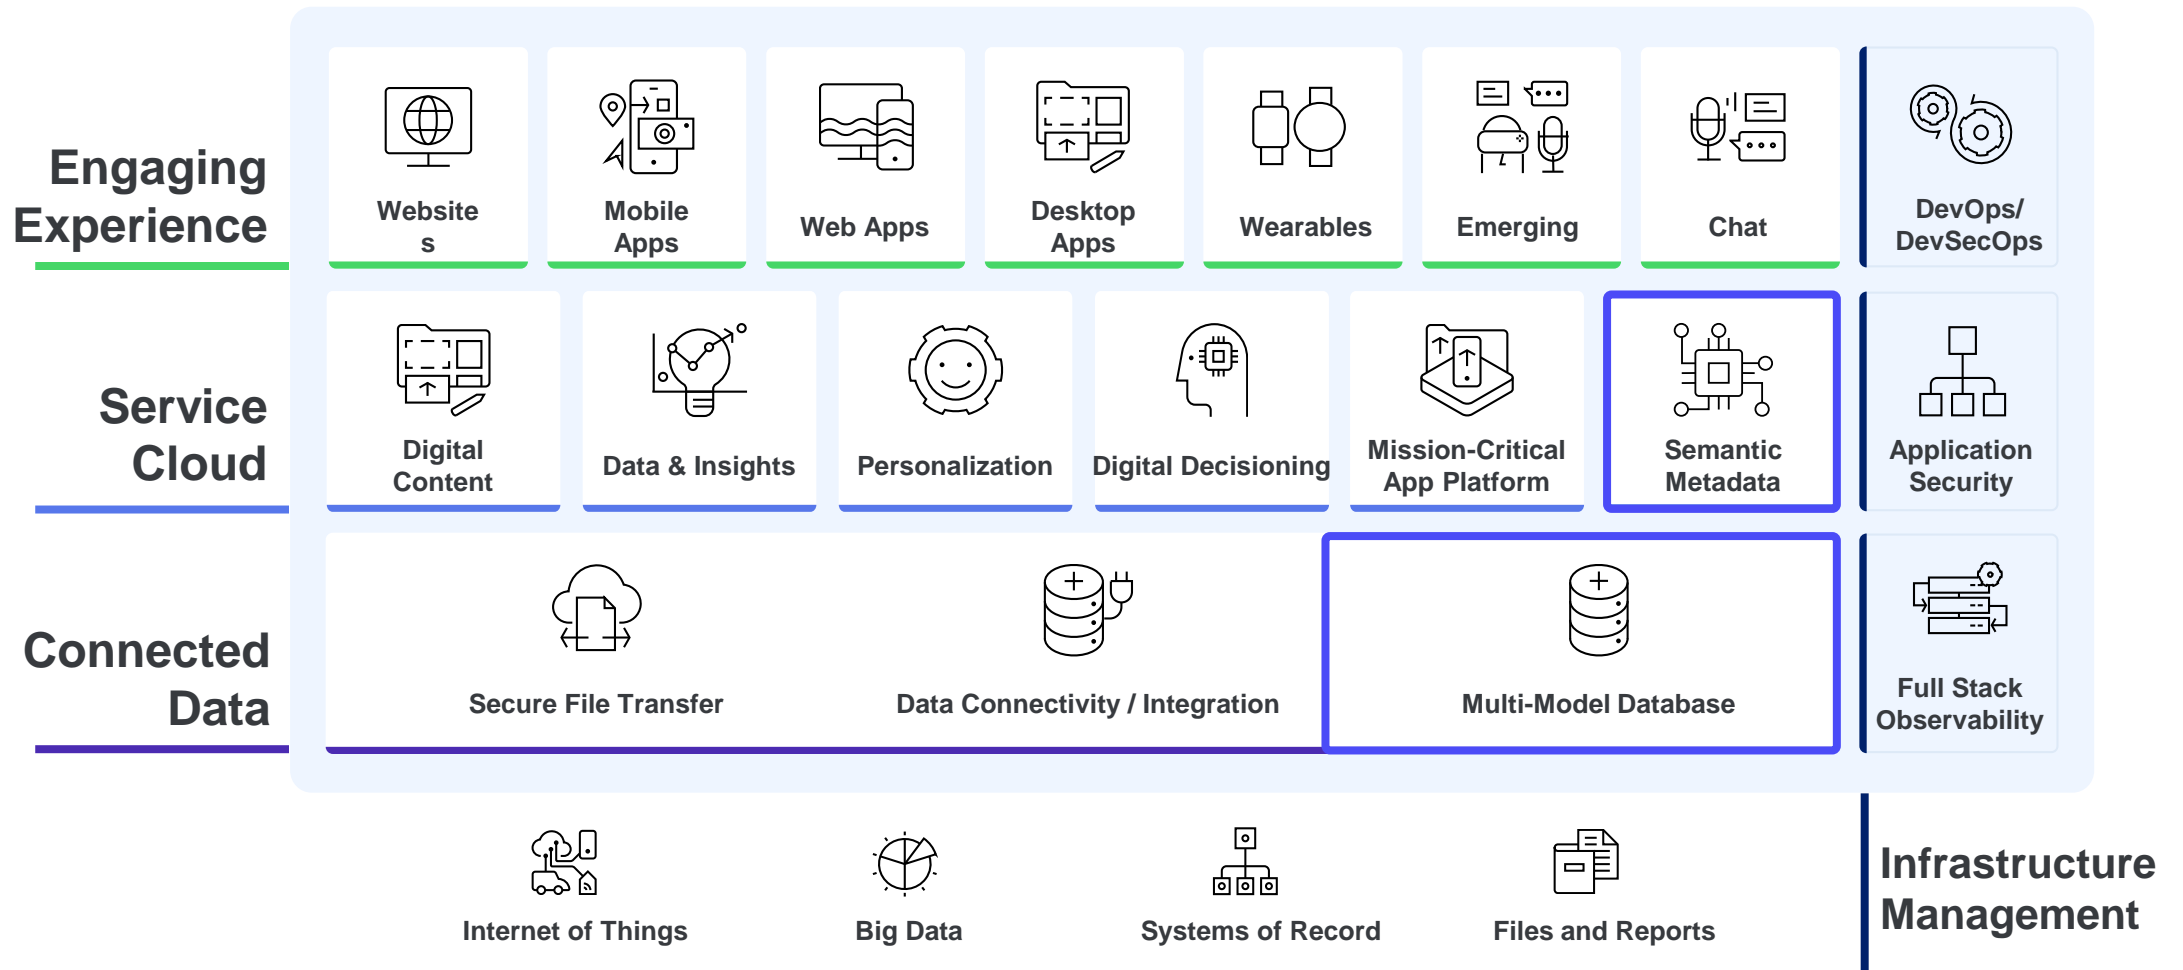 Engaging
Experience
Website
s
Mobile
Apps
Web Apps
Desktop
Apps
Wearables
Emerging
Chat
DevOps/
DevSecOps
Service
Cloud
Digital
Content
Data & Insights
Personalization
Digital Decisioning
Mission-Critical
App Platform
Semantic
Metadata
Application
Security
Connected
Data
Secure File Transfer
Data Connectivity / Integration
Multi-Model Database
Full Stack
Observability
Internet of Things
Big Data
Systems of Record
Files and Reports
Infrastructure
Management